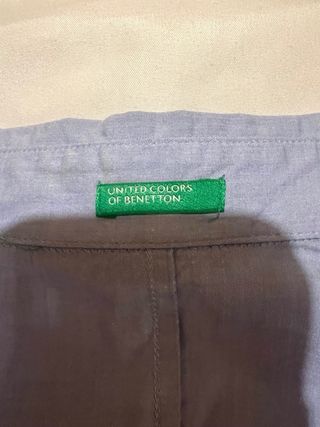 UNITED COLORS
OF BENETTON.